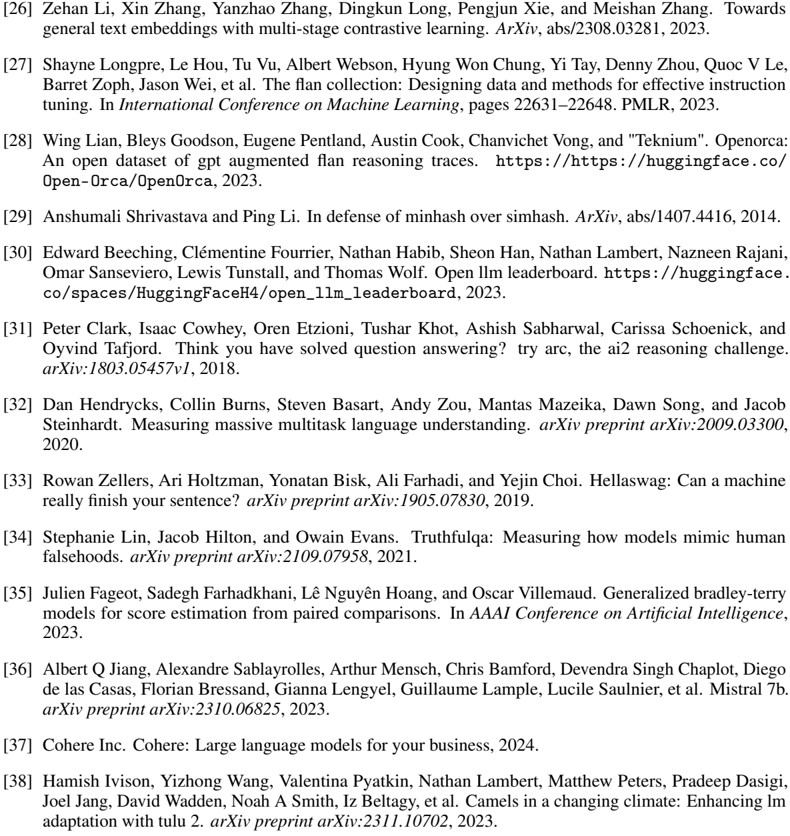 [26] Zehan Li, Xin Zhang, Yanzhao Zhang, Dingkun Long, Pengjun Xie, and Meishan Zhang. Towards
general text embeddings with multi-stage contrastive learning. ArXiv, abs/2308.03281, 2023.
[27] Shayne Longpre, Le Hou, Tu Vu, Albert Webson, Hyung Won Chung, Yi Tay, Denny Zhou, Quoc V Le,
Barret Zoph, Jason Wei, et al. The flan collection: Designing data and methods for effective instruction
tuning. In International Conference on Machine Learning, pages 22631–22648. PMLR, 2023.
[28] Wing Lian, Bleys Goodson, Eugene Pentland, Austin Cook, Chanvichet Vong, and "Teknium". Openorca:
An open dataset of gpt augmented flan reasoning traces. https://https://huggingface.co/
Open-Orca/OpenOrca, 2023.
[29] Anshumali Shrivastava and Ping Li. In defense of minhash over simhash. ArXiv, abs/1407.4416, 2014.
[30] Edward Beeching, Clémentine Fourrier, Nathan Habib, Sheon Han, Nathan Lambert, Nazneen Rajani,
Omar Sanseviero, Lewis Tunstall, and Thomas Wolf. Open llm leaderboard. https://huggingface.
co/spaces/HuggingFaceH4/open_llm_leaderboard, 2023.
[31] Peter Clark, Isaac Cowhey, Oren Etzioni, Tushar Khot, Ashish Sabharwal, Carissa Schoenick, and
Oyvind Tafjord. Think you have solved question answering? try arc, the ai2 reasoning challenge.
arXiv:1803.05457v1, 2018.
[32] Dan Hendrycks, Collin Burns, Steven Basart, Andy Zou, Mantas Mazeika, Dawn Song, and Jacob
Steinhardt. Measuring massive multitask language understanding. arXiv preprint arXiv:2009.03300,
2020.
[33] Rowan Zellers, Ari Holtzman, Yonatan Bisk, Ali Farhadi, and Yejin Choi. Hellaswag: Can a machine
really finish your sentence? arXiv preprint arXiv:1905.07830, 2019.
[34] Stephanie Lin, Jacob Hilton, and Owain Evans. Truthfulqa: Measuring how models mimic human
falsehoods. arXiv preprint arXiv:2109.07958, 2021.
[35] Julien Fageot, Sadegh Farhadkhani, Lê Nguyên Hoang, and Oscar Villemaud. Generalized bradley-terry
models for score estimation from paired comparisons. In AAAI Conference on Artificial Intelligence,
2023.
[36] Albert Q Jiang, Alexandre Sablayrolles, Arthur Mensch, Chris Bamford, Devendra Singh Chaplot, Diego
de las Casas, Florian Bressand, Gianna Lengyel, Guillaume Lample, Lucile Saulnier, et al. Mistral 7b.
arXiv preprint arXiv:2310.06825, 2023.
[37] Cohere Inc. Cohere: Large language models for your business, 2024.
[38] Hamish Ivison, Yizhong Wang, Valentina Pyatkin, Nathan Lambert, Matthew Peters, Pradeep Dasigi,
Joel Jang, David Wadden, Noah A Smith, Iz Beltagy, et al. Camels in a changing climate: Enhancing lm
adaptation with tulu 2. arXiv preprint arXiv:2311.10702, 2023.